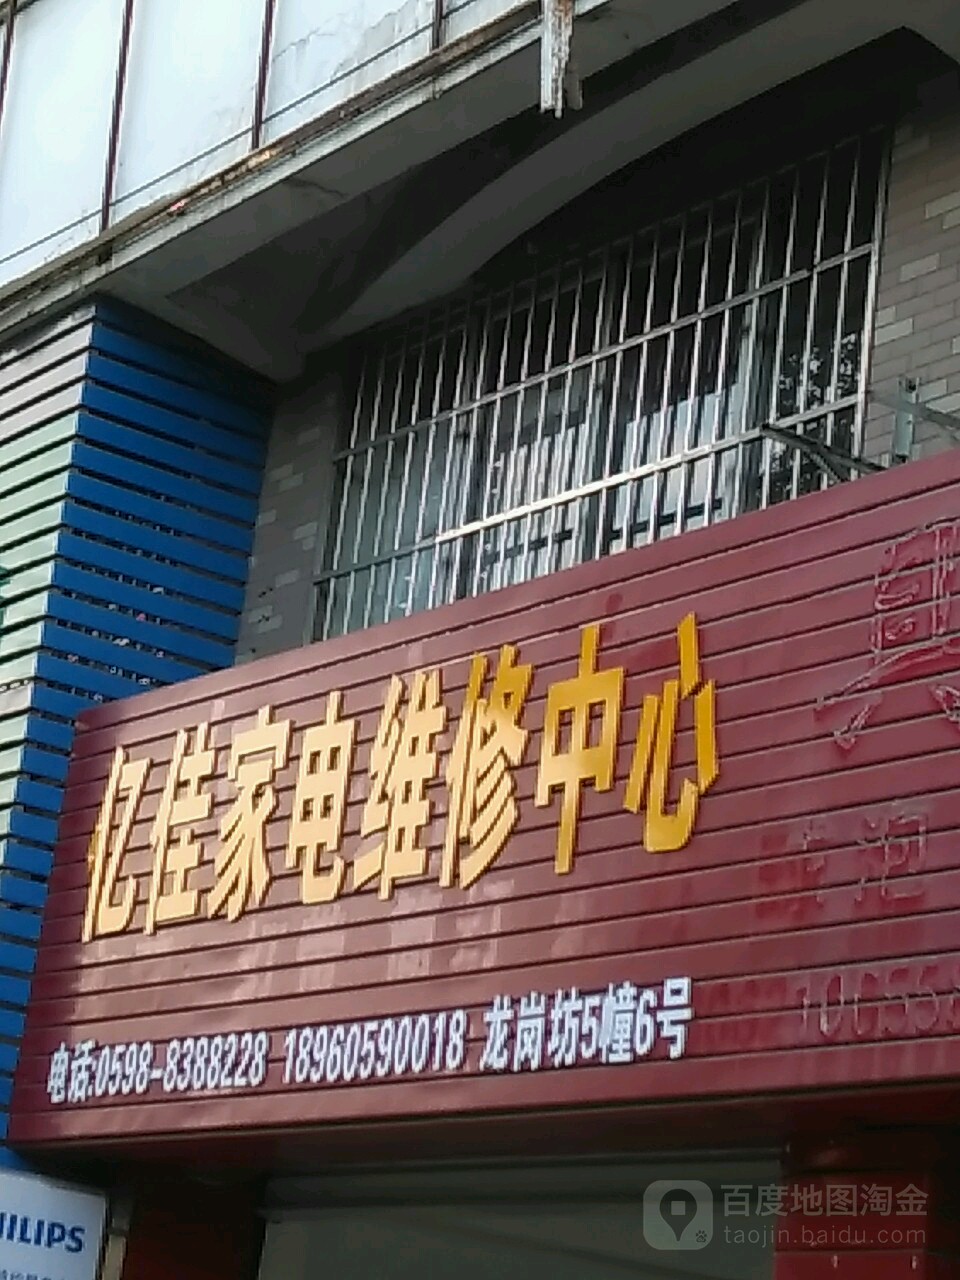 亿佳家电维修中心
电话:0598-8388228 18960590018 龙岗坊5幢6号
PHILIPS
百度地图淘金
taojin.baidu.com